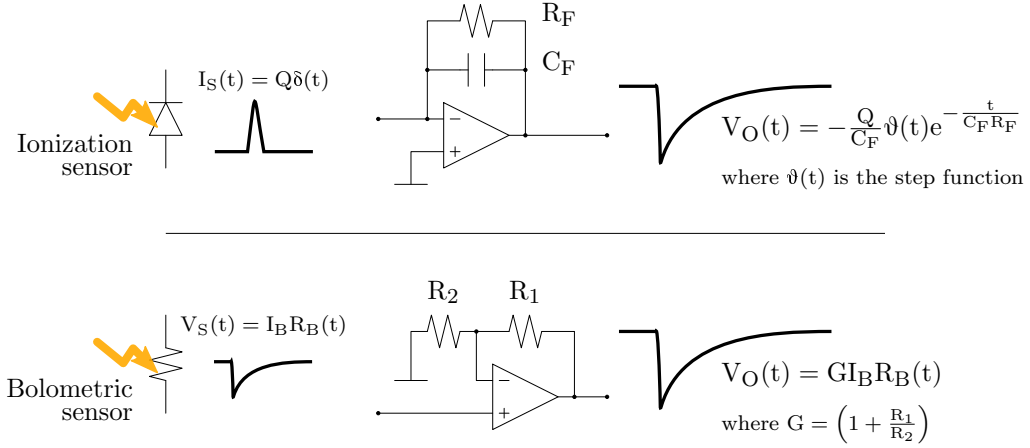 R_F
I_S(t) = Qδ(t)
C_F
V_O(t) = −Q/C_F ϑ(t)e^{−t/(C_F R_F)}
−
+
Ionization
sensor
where ϑ(t) is the step function
R_2
R_1
V_S(t) = I_B R_B(t)
V_O(t) = GI_B R_B(t)
−
+
Bolometric
sensor
where G = (1 + R_1/R_2)